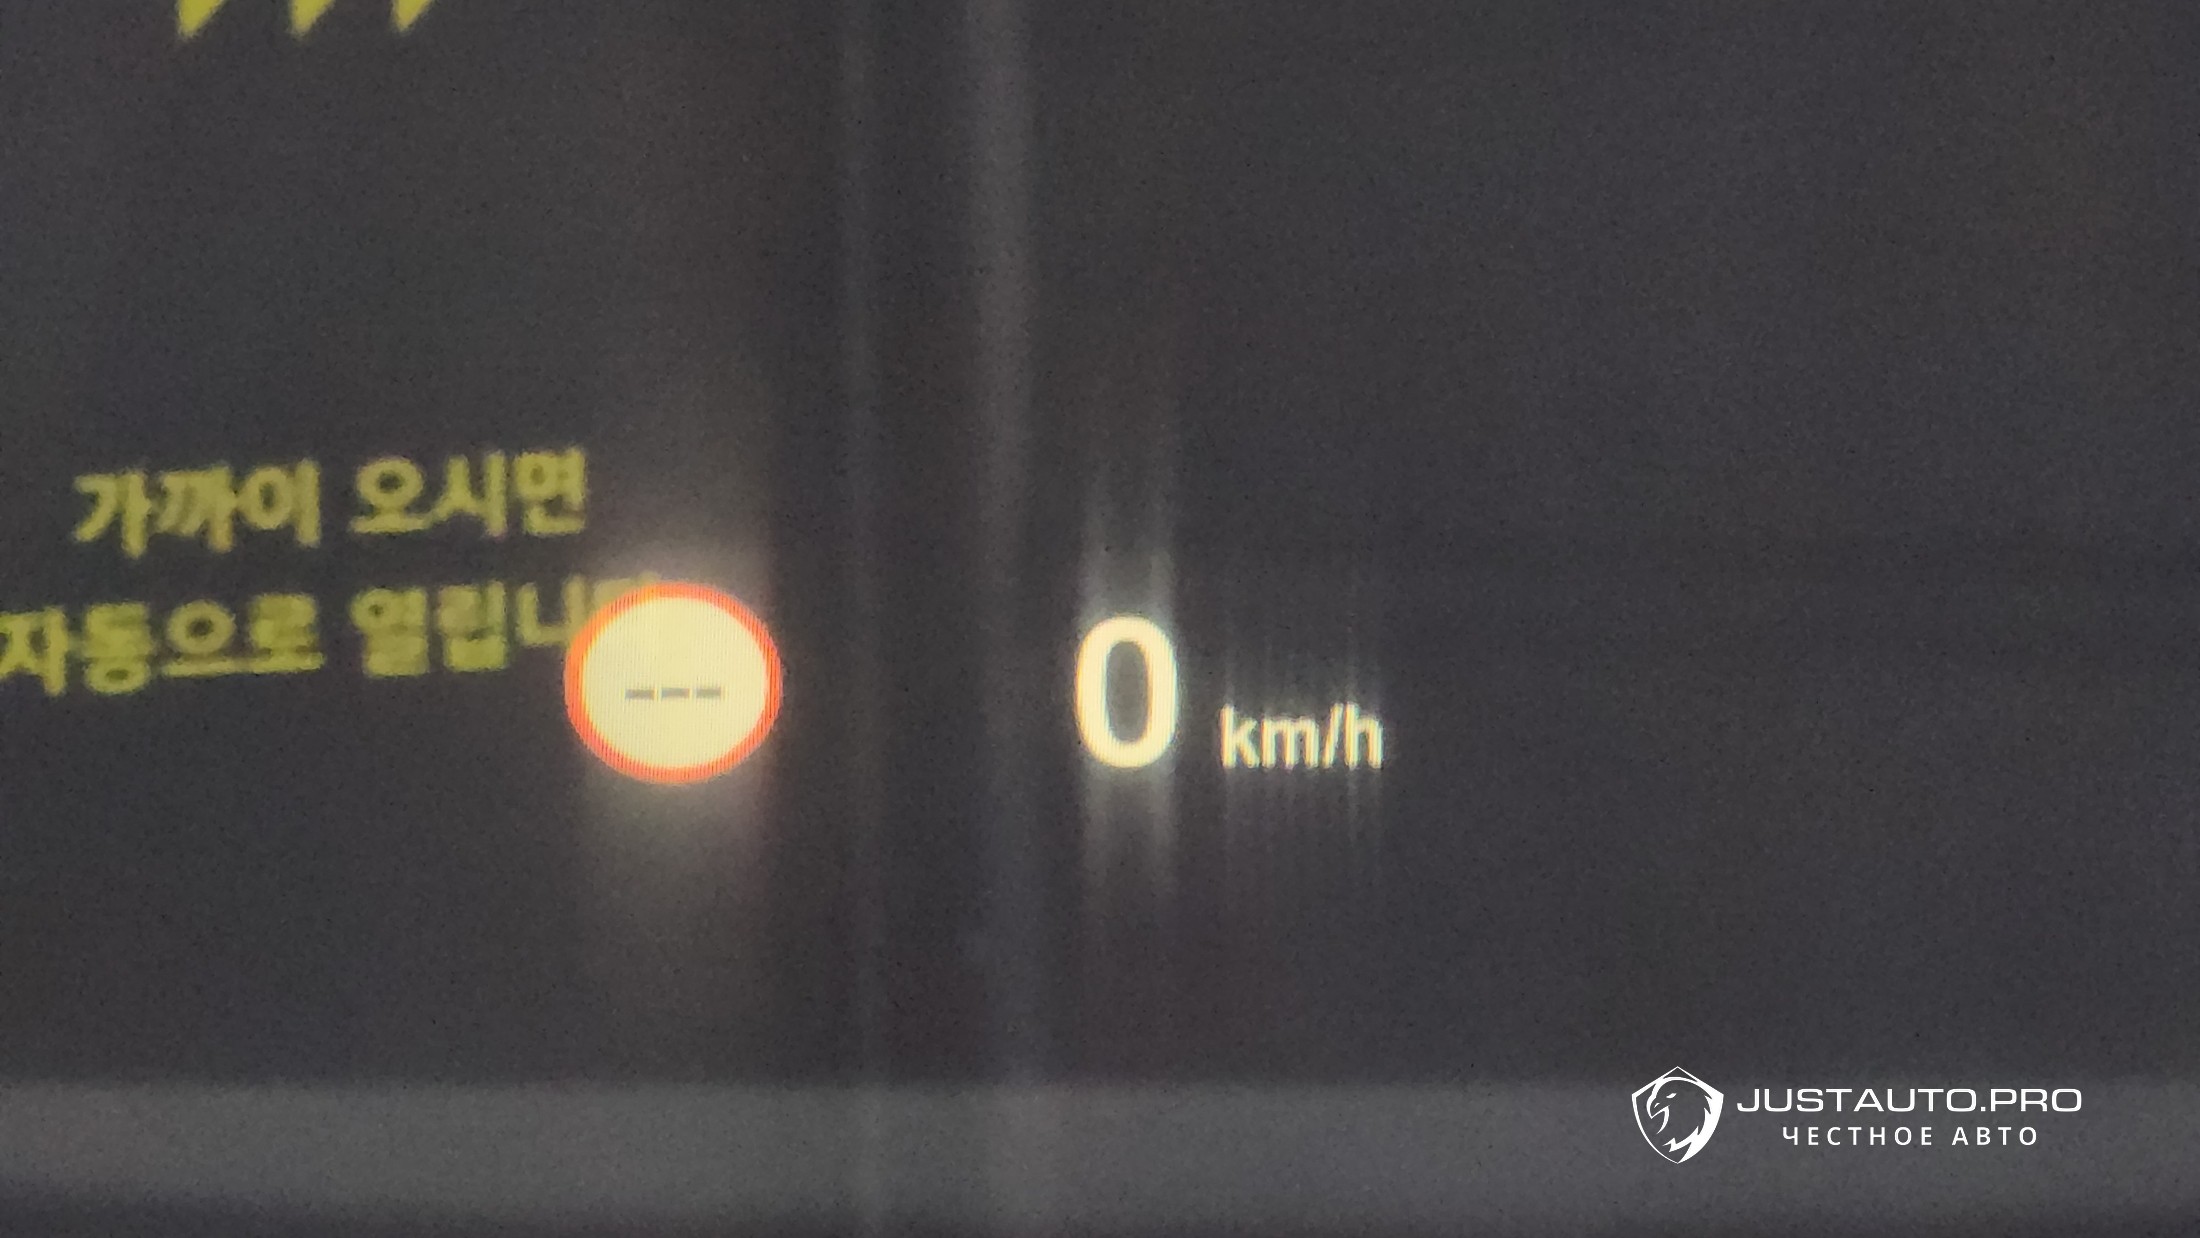 가까이 오시면
자동으로 열립니다
---
0 km/h
JUSTAUTO.PRO
ЧЕСТНОЕ АВТО